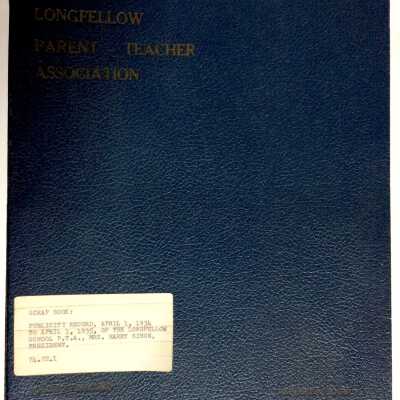 LONGFELLOW
PARENT - TEACHER
ASSOCIATION
SCRAP BOOK:
PUBLICITY RECORD, APRIL 1, 1934
TO APRIL 1, 1935, OF THE LONGFELLOW
SCHOOL P.T.A., MRS. HARRY SIMON,
PRESIDENT.